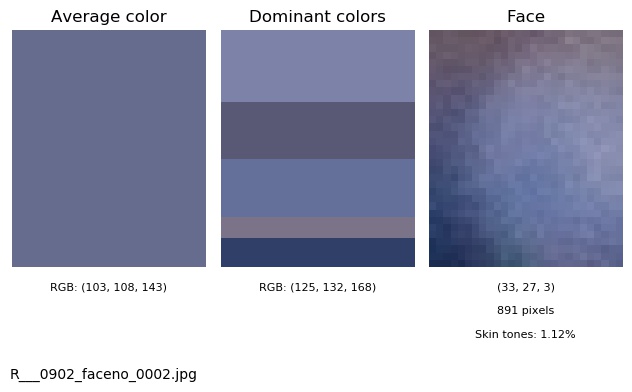 Average color
Dominant colors
Face
RGB: (103, 108, 143)
RGB: (125, 132, 168)
(33, 27, 3)
891 pixels
Skin tones: 1.12%
R___0902_faceno_0002.jpg